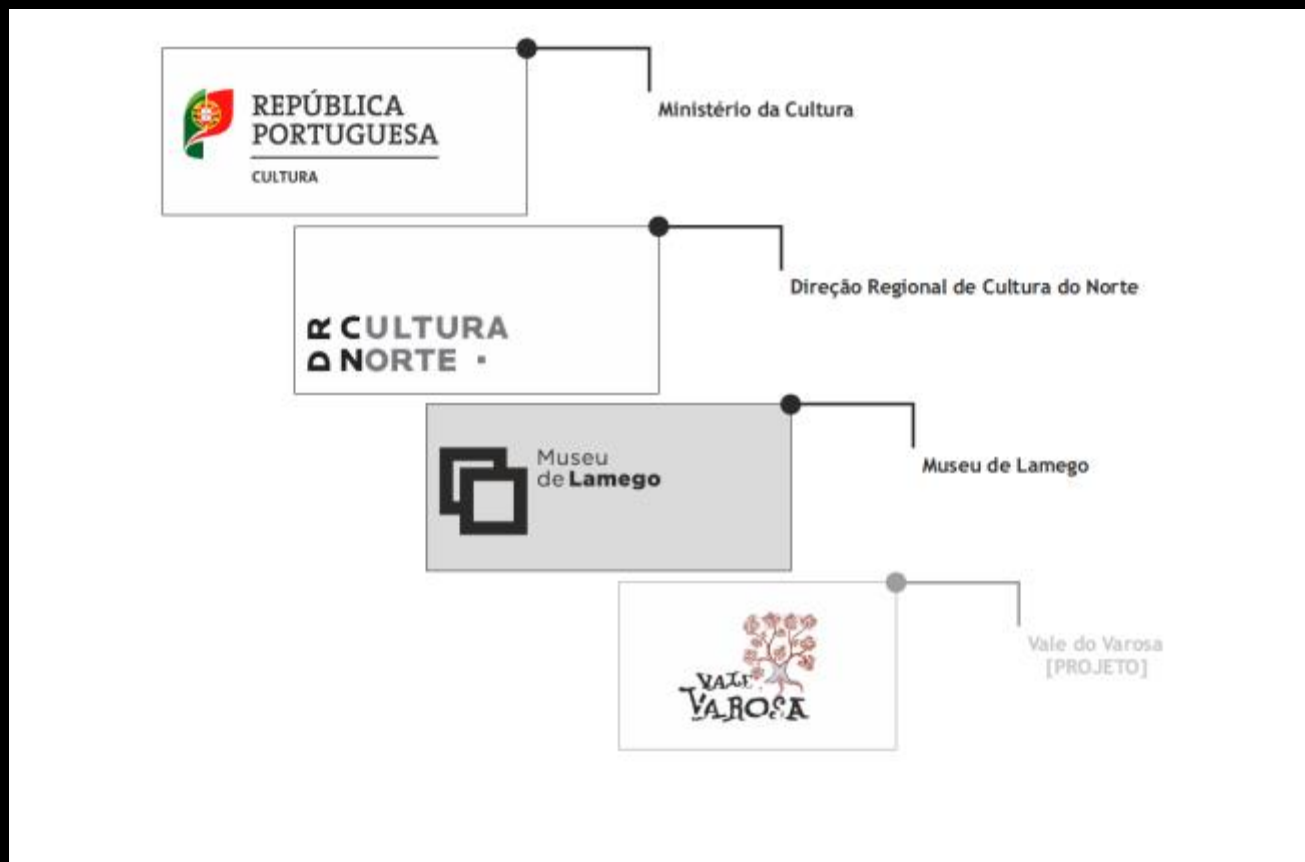 REPÚBLICA
PORTUGUESA
CULTURA
Ministério da Cultura
DR CULTURA
NORTE
Direção Regional de Cultura do Norte
Museu
de Lamego
Museu de Lamego
VALE
VAROSA
Vale do Varosa
[PROJETO]